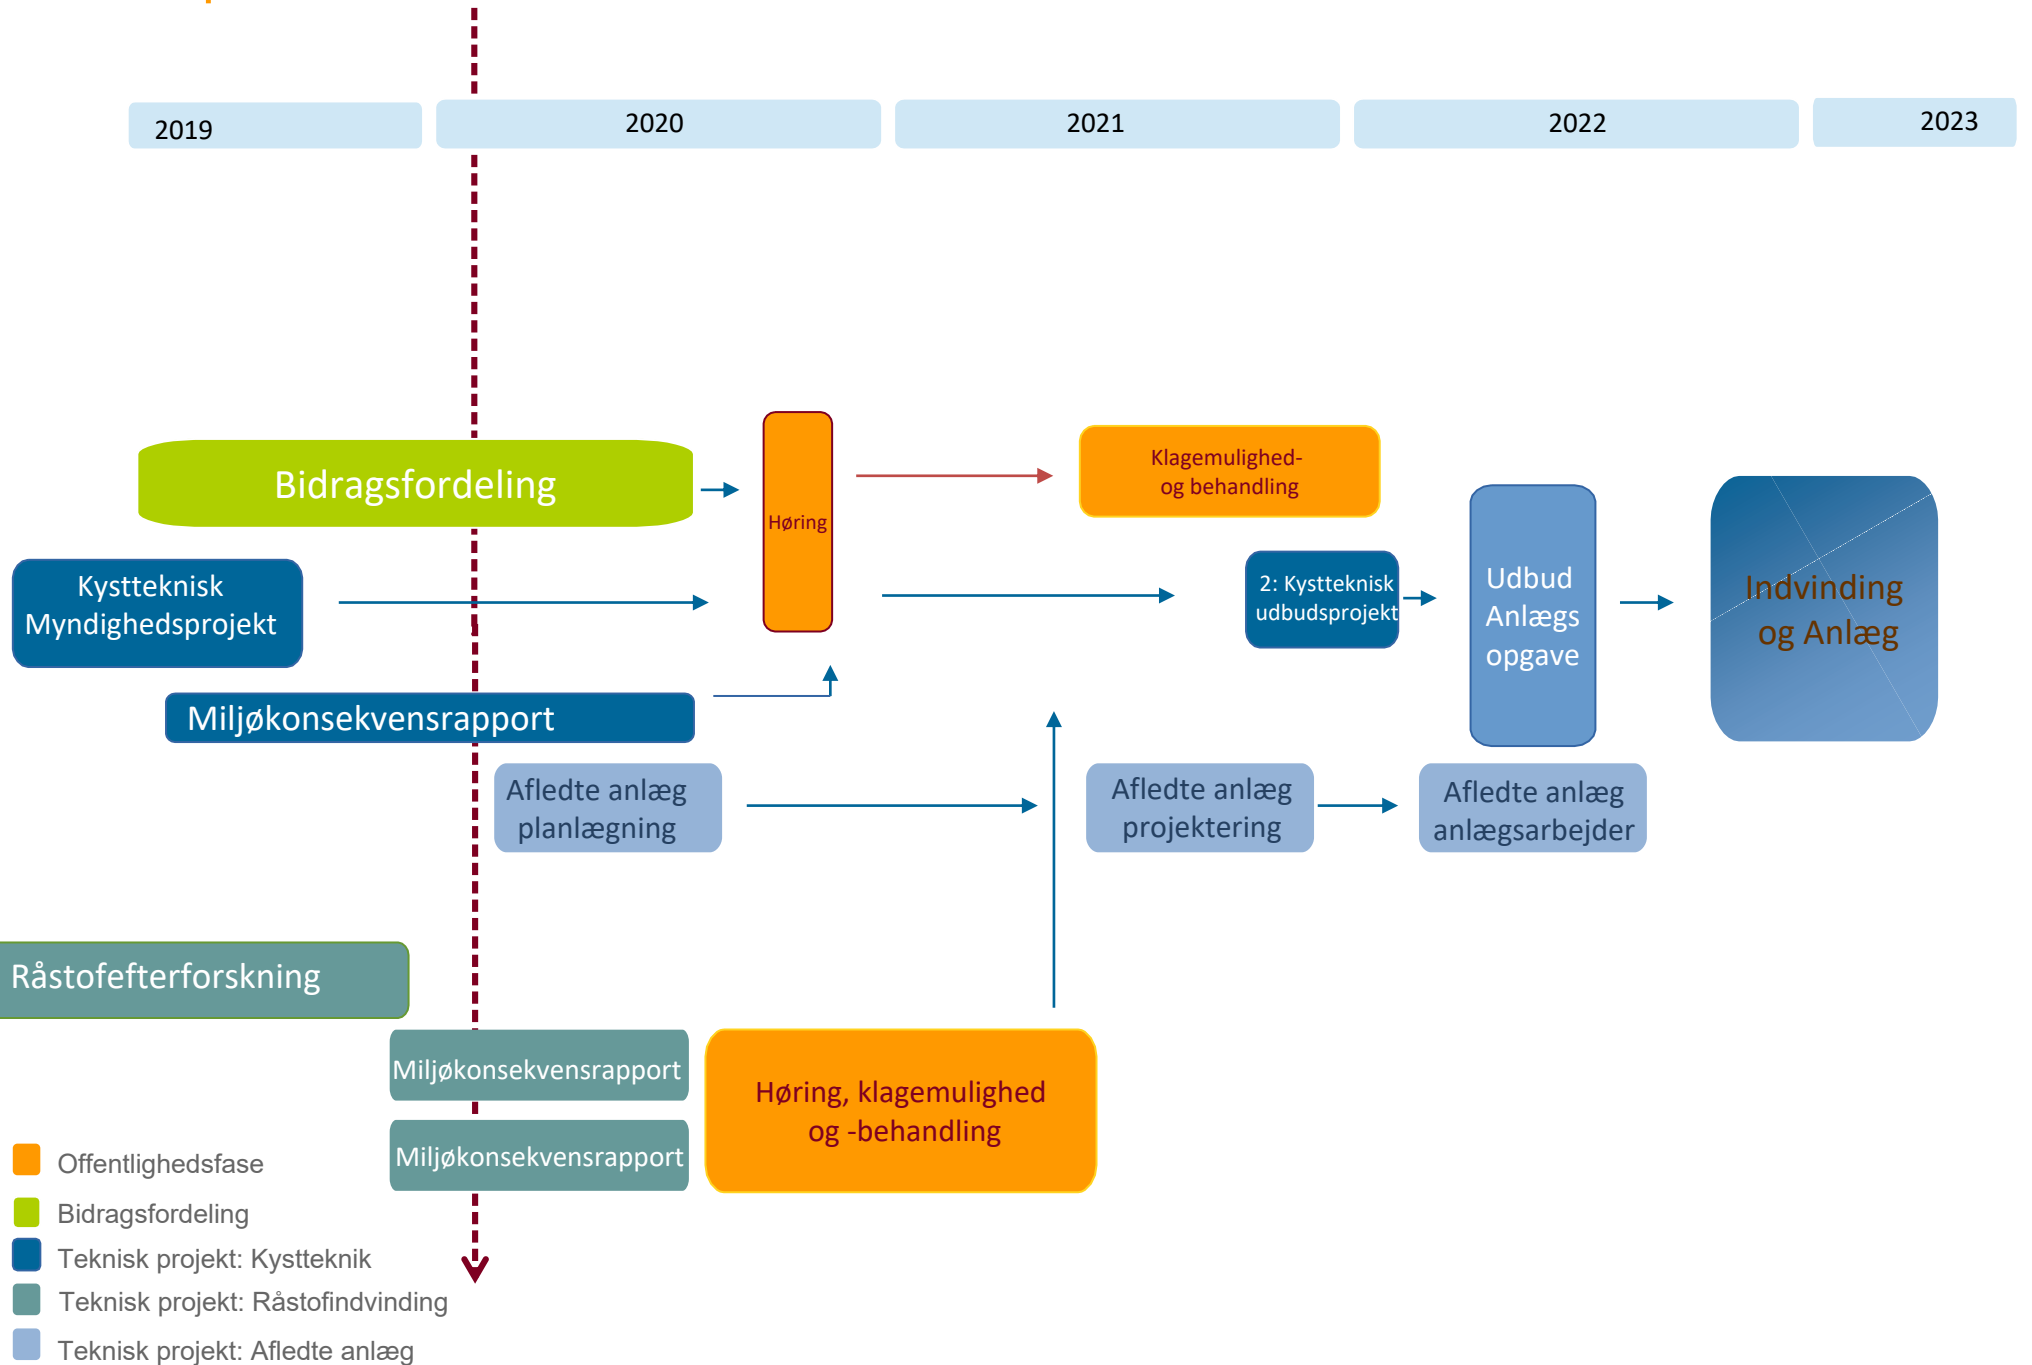 2019
2020
2021
2022
2023
Bidragsfordeling
Høring
Klagemulighed-
og behandling
Kystteknisk
Myndighedsprojekt
2: Kystteknisk
udbudsprojekt
Udbud
Anlægs
opgave
Indvinding
og Anlæg
Miljøkonsekvensrapport
Afledte anlæg
planlægning
Afledte anlæg
projektering
Afledte anlæg
anlægsarbejder
Råstofefterforskning
Miljøkonsekvensrapport
Miljøkonsekvensrapport
Høring, klagemulighed
og -behandling
Offentlighedsfase
Bidragsfordeling
Teknisk projekt: Kystteknik
Teknisk projekt: Råstofindvinding
Teknisk projekt: Afledte anlæg